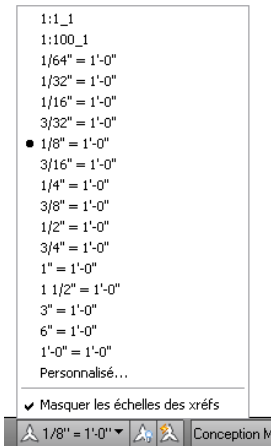 1:1_1
1:100_1
1/64" = 1'-0"
1/32" = 1'-0"
1/16" = 1'-0"
3/32" = 1'-0"
1/8" = 1'-0"
3/16" = 1'-0"
1/4" = 1'-0"
3/8" = 1'-0"
1/2" = 1'-0"
3/4" = 1'-0"
1" = 1'-0"
1 1/2" = 1'-0"
3" = 1'-0"
6" = 1'-0"
1'-0" = 1'-0"
Personnalisé...
Masquer les échelles des xréfs
1/8" = 1'-0" Conception M